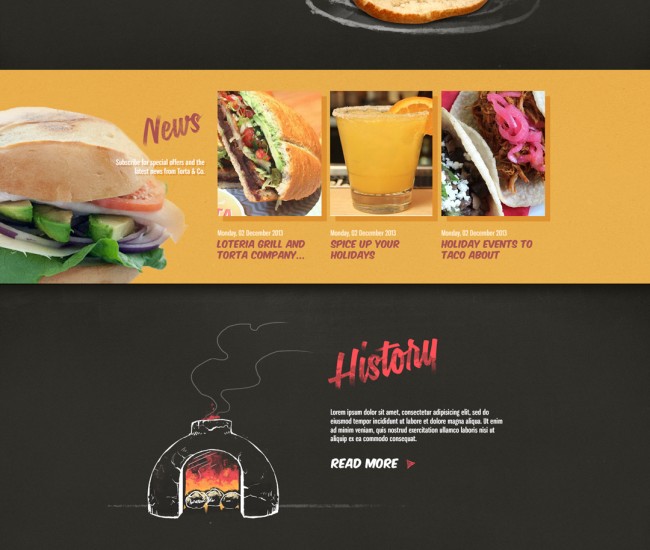 News
Subscribe for special offers and the
latest news from Torta & Co.
Monday, 02 December 2013
LOTERIA GRILL AND
TORTA COMPANY...
Monday, 02 December 2013
SPICE UP YOUR
HOLIDAYS
Monday, 02 December 2013
HOLIDAY EVENTS TO
TACO ABOUT
History
Lorem ipsum dolor sit amet, consectetur adipisicing elit, sed do
eiusmod tempor incididunt ut labore et dolore magna aliqua. Ut enim
ad minim veniam, quis nostrud exercitation ullamco laboris nisi ut
aliquip ex ea commodo consequat.
READ MORE